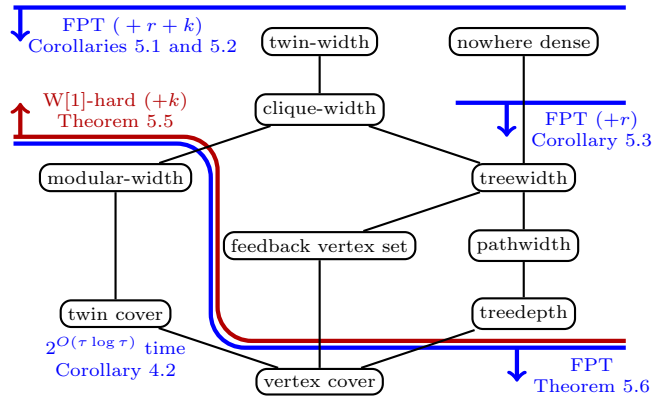 FPT ( + r + k)
Corollaries 5.1 and 5.2
twin-width
nowhere dense
W[1]-hard (+k)
Theorem 5.5
clique-width
FPT (+r)
Corollary 5.3
modular-width
treewidth
feedback vertex set
pathwidth
twin cover
treedepth
2^{O(τ log τ)} time
Corollary 4.2
vertex cover
FPT
Theorem 5.6